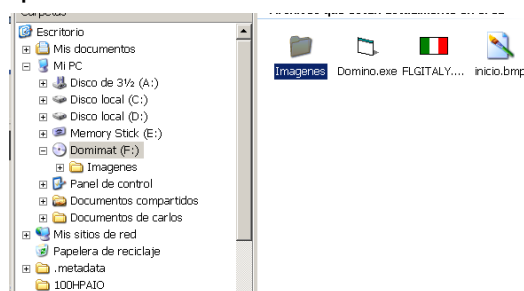 Carpetas
Escritorio
Mis documentos
Mi PC
Disco de 3½ (A:)
Disco local (C:)
Disco local (D:)
Memory Stick (E:)
Domimat (F:)
Imagenes
Panel de control
Documentos compartidos
Documentos de carlos
Mis sitios de red
Papelera de reciclaje
.metadata
100HPAIO
Imagenes Domino.exe FLGITALY.... inicio.bmp